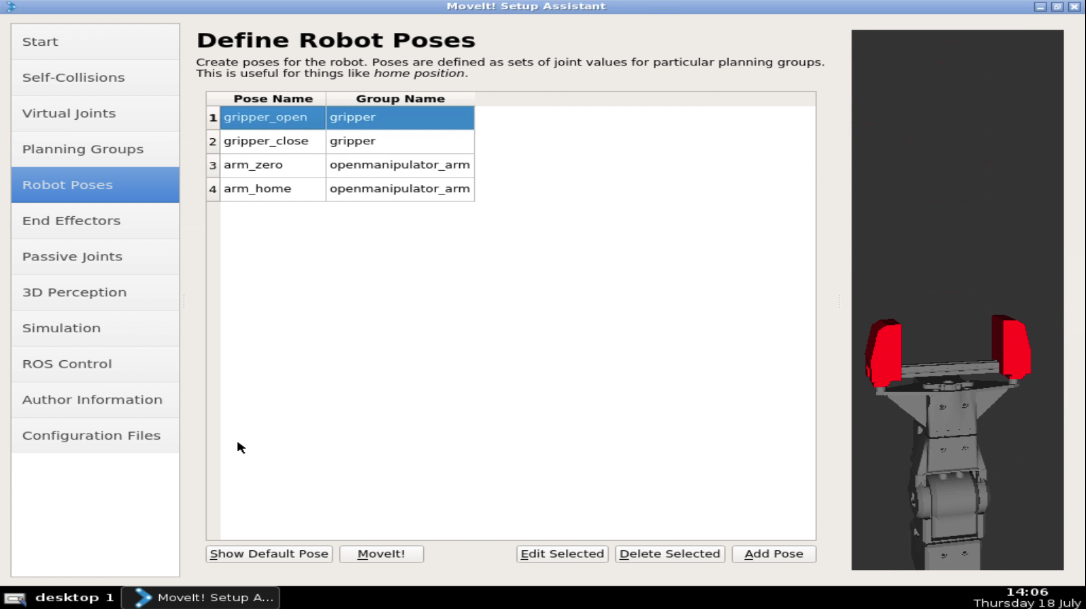 MoveIt! Setup Assistant
Start
Self-Collisions
Virtual Joints
Planning Groups
Robot Poses
End Effectors
Passive Joints
3D Perception
Simulation
ROS Control
Author Information
Configuration Files
Define Robot Poses
Create poses for the robot. Poses are defined as sets of joint values for particular planning groups.
This is useful for things like home position.
Pose Name Group Name
1 gripper_open gripper
2 gripper_close gripper
3 arm_zero openmanipulator_arm
4 arm_home openmanipulator_arm
Show Default Pose MoveIt! Edit Selected Delete Selected Add Pose
desktop 1 MoveIt! Setup A... 14:06
Thursday 18 July